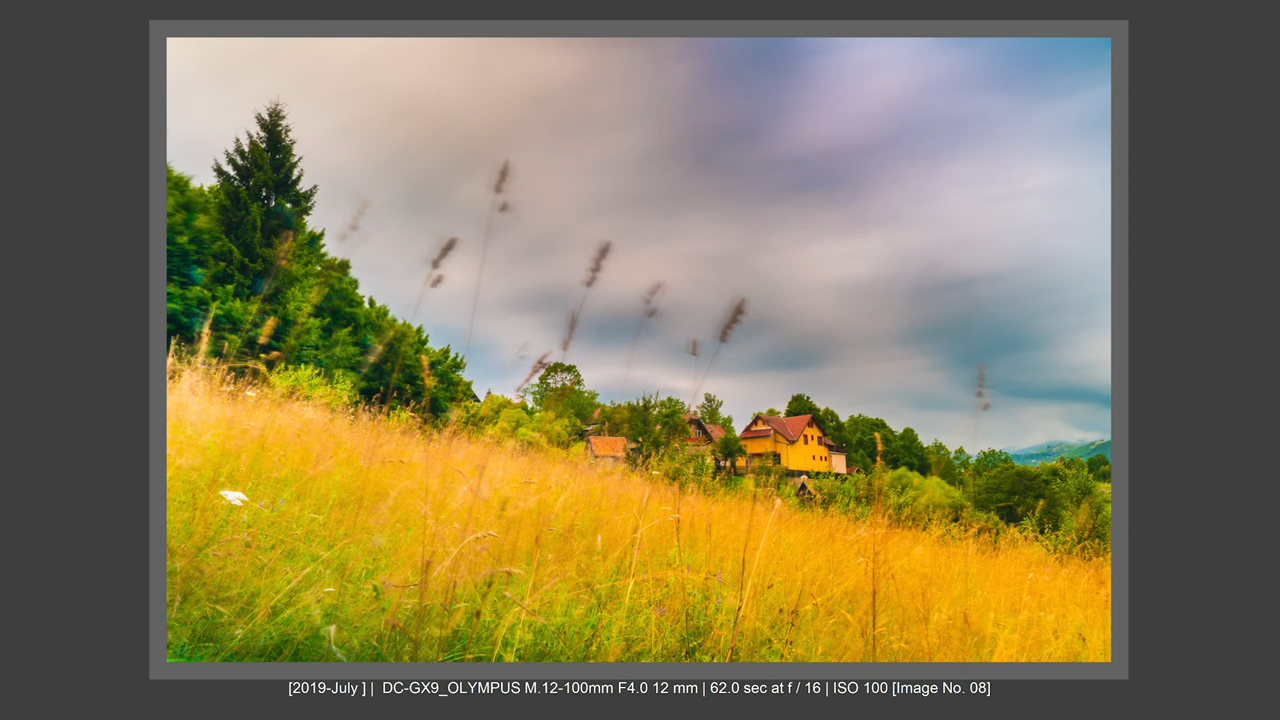 [2019-July ] |  DC-GX9_OLYMPUS M.12-100mm F4.0 12 mm | 62.0 sec at f / 16 | ISO 100 [Image No. 08]